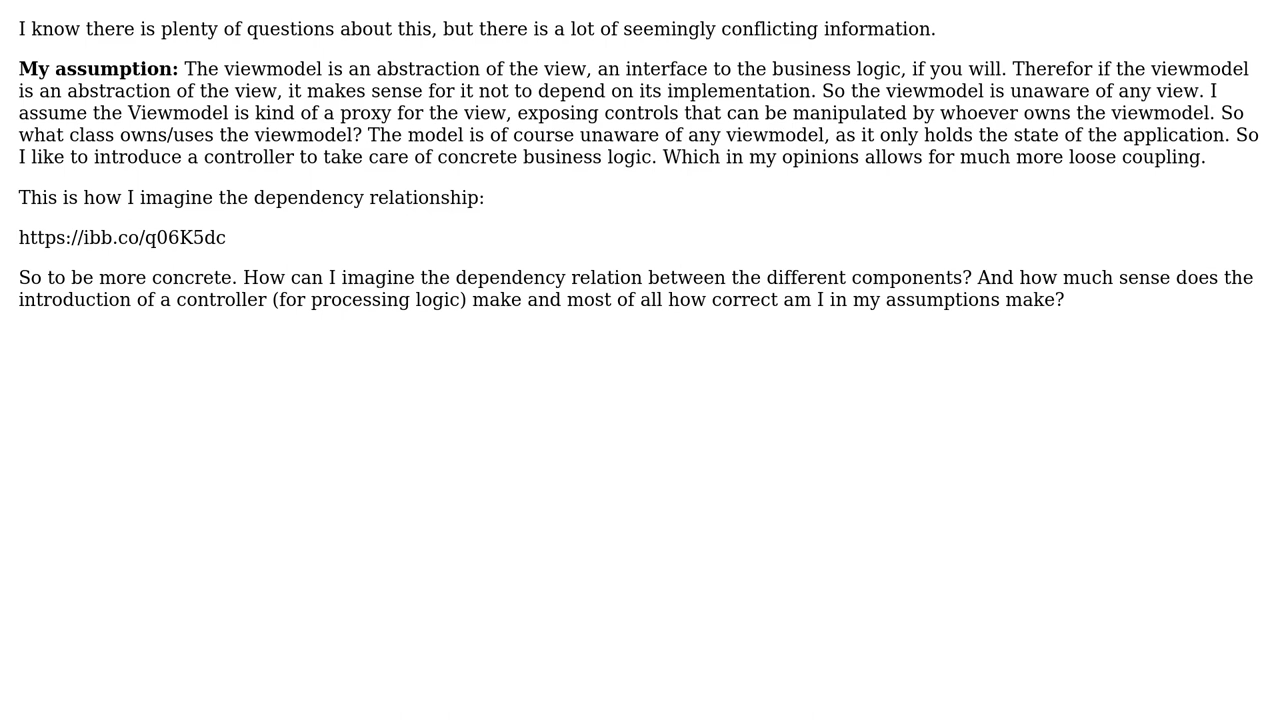 I know there is plenty of questions about this, but there is a lot of seemingly conflicting information.
My assumption: The viewmodel is an abstraction of the view, an interface to the business logic, if you will. Therefor if the viewmodel
is an abstraction of the view, it makes sense for it not to depend on its implementation. So the viewmodel is unaware of any view. I
assume the Viewmodel is kind of a proxy for the view, exposing controls that can be manipulated by whoever owns the viewmodel. So
what class owns/uses the viewmodel? The model is of course unaware of any viewmodel, as it only holds the state of the application. So
I like to introduce a controller to take care of concrete business logic. Which in my opinions allows for much more loose coupling.
This is how I imagine the dependency relationship:
https://ibb.co/q06K5dc
So to be more concrete. How can I imagine the dependency relation between the different components? And how much sense does the
introduction of a controller (for processing logic) make and most of all how correct am I in my assumptions make?